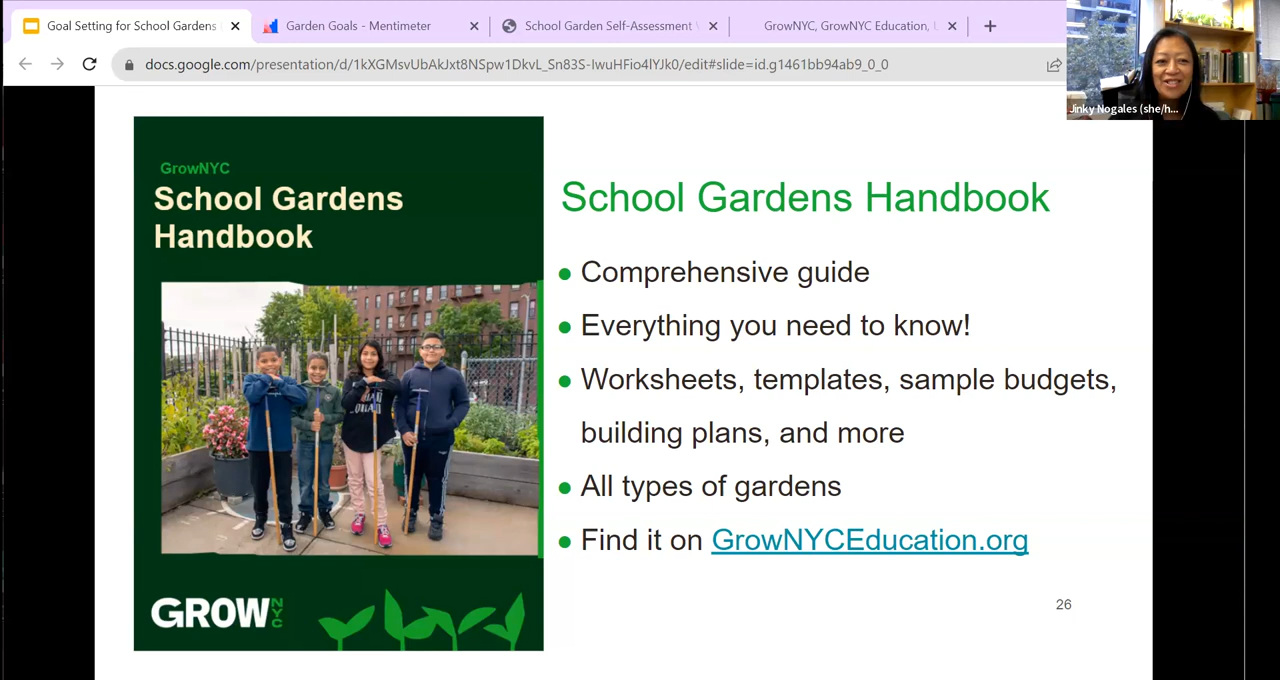 Goal Setting for School Gardens
Garden Goals - Mentimeter
School Garden Self-Assessment
GrowNYC, GrowNYC Education,
docs.google.com/presentation/d/1kXGMsvUbAkJxt8NSpw1DkvL_Sn83S-IwuHFio4lYJk0/edit#slide=id.g1461bb94ab9_0_0
Jinky Nogales (she/h...
GrowNYC
School Gardens
Handbook
GROW NYC
School Gardens Handbook
● Comprehensive guide
● Everything you need to know!
● Worksheets, templates, sample budgets,
building plans, and more
● All types of gardens
● Find it on GrowNYCEducation.org
26